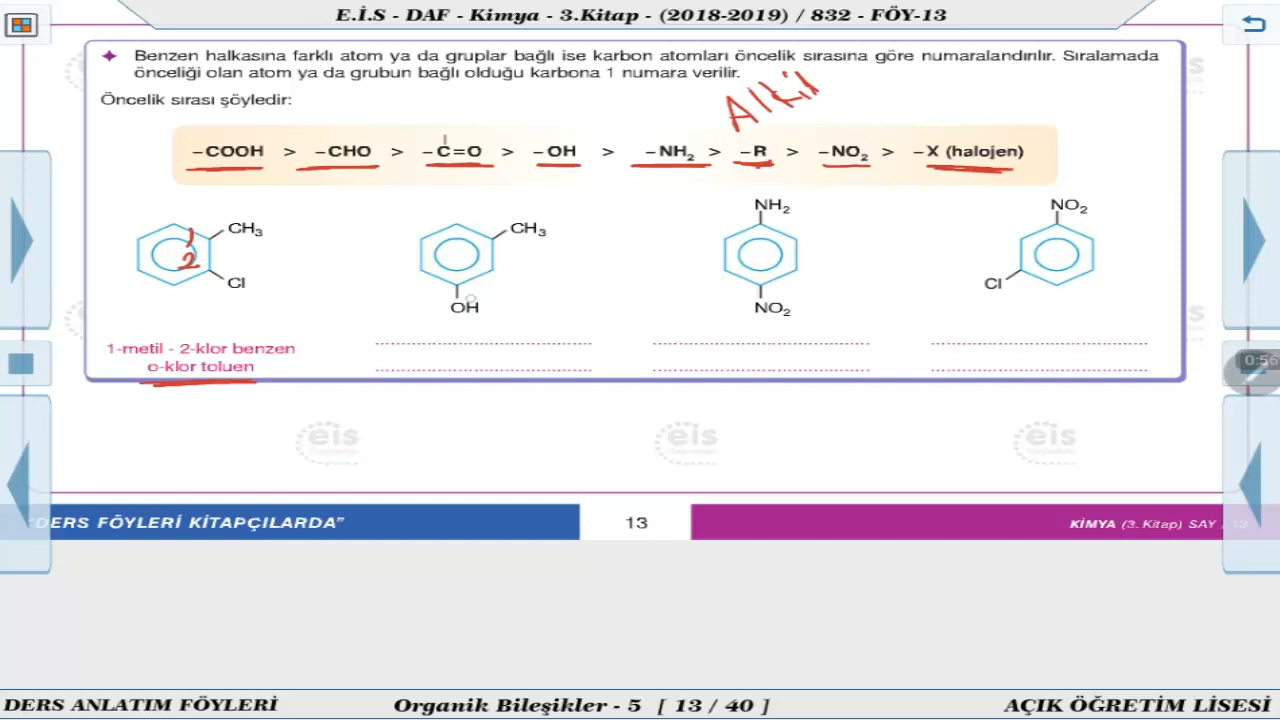 E.İ.S - DAF - Kimya - 3.Kitap - (2018-2019) / 832 - FÖY-13
Benzen halkasına farklı atom ya da gruplar bağlı ise karbon atomları öncelik sırasına göre numaralandırılır. Sıralamada
önceliği olan atom ya da grubun bağlı olduğu karbona 1 numara verilir.
Öncelik sırası şöyledir:
Alkil
–COOH > –CHO > –C=O > –OH > –NH₂ > –R > –NO₂ > –X (halojen)
NH₂ NO₂
CH₃ CH₃
1
2
Cl Cl
OH NO₂
1-metil - 2-klor benzen
o-klor toluen
0:56
eis eis eis
"DERS FÖYLERİ KİTAPÇILARDA"
13
KİMYA (3. Kitap) SAY / 13
DERS ANLATIM FÖYLERİ Organik Bileşikler - 5 [ 13 / 40 ] AÇIK ÖĞRETİM LİSESİ